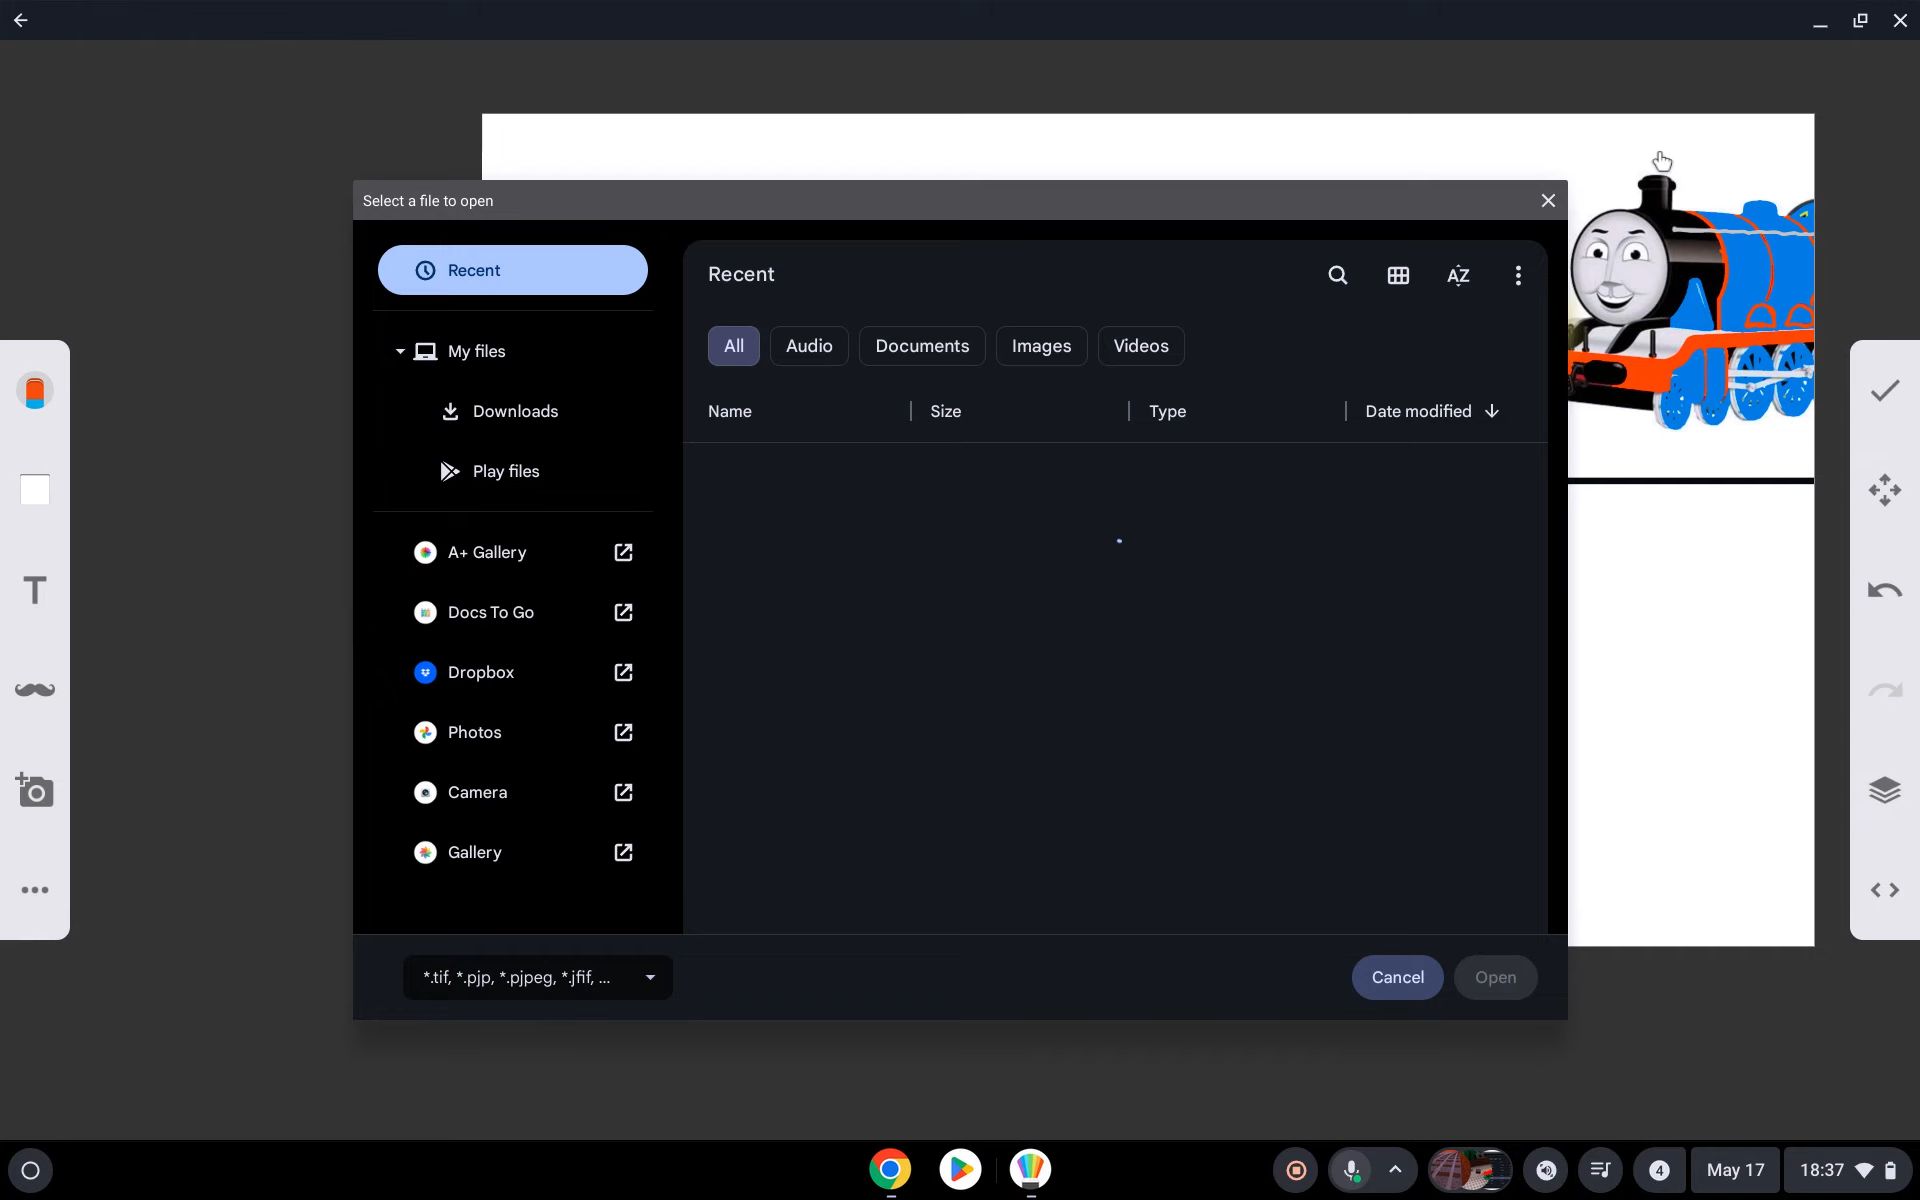 Select a file to open
Recent
My files
Downloads
Play files
A+ Gallery
Docs To Go
Dropbox
Photos
Camera
Gallery
Recent
AZ
All Audio Documents Images Videos
Name Size Type Date modified
T
*.tif, *.pjp, *.pjpeg, *.jfif, ...
Cancel Open
4 May 17 18:37